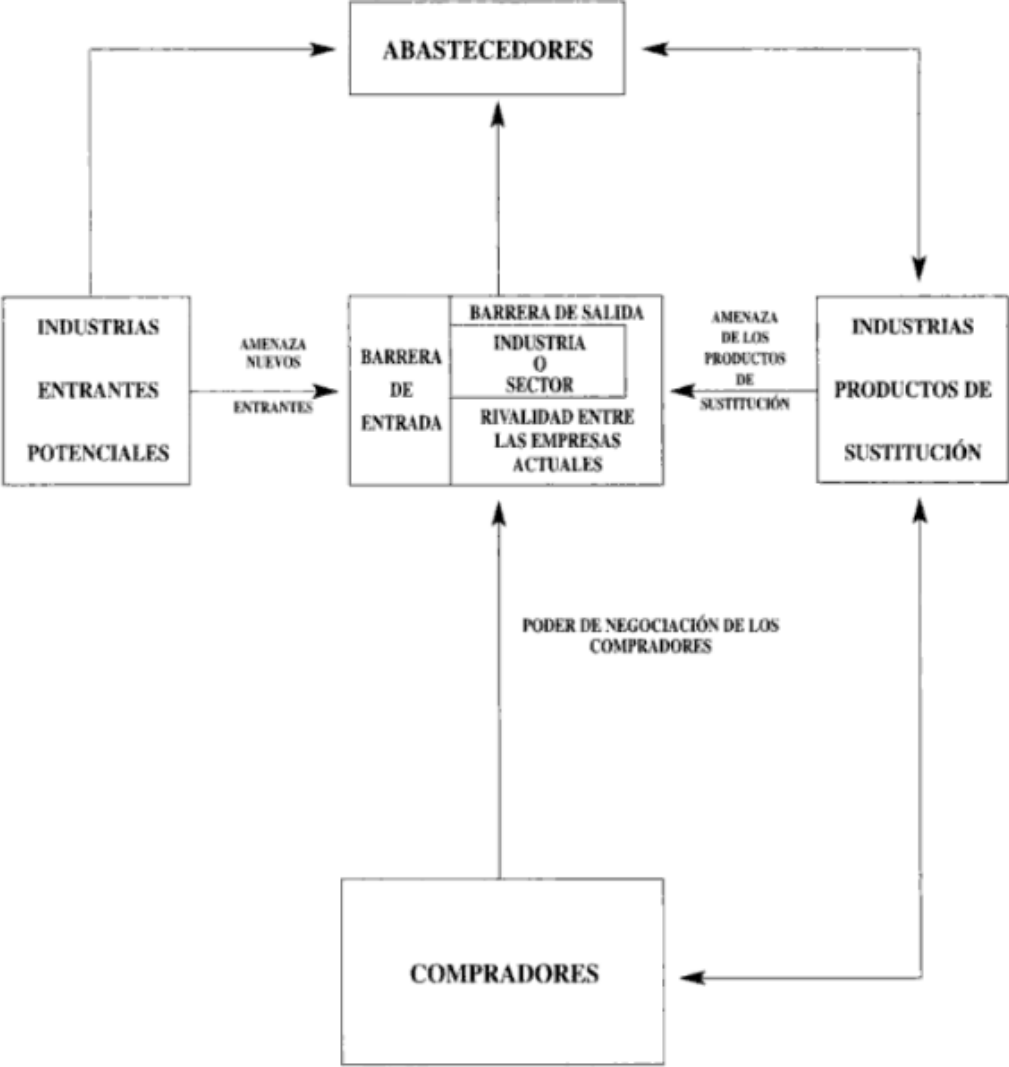 ABASTECEDORES
INDUSTRIAS
ENTRANTES
POTENCIALES
AMENAZA
NUEVOS
ENTRANTES
BARRERA
DE
ENTRADA
BARRERA DE SALIDA
INDUSTRIA
O
SECTOR
RIVALIDAD ENTRE
LAS EMPRESAS
ACTUALES
AMENAZA
DE LOS
PRODUCTOS
DE
SUSTITUCIÓN
INDUSTRIAS
PRODUCTOS DE
SUSTITUCIÓN
PODER DE NEGOCIACIÓN DE LOS
COMPRADORES
COMPRADORES